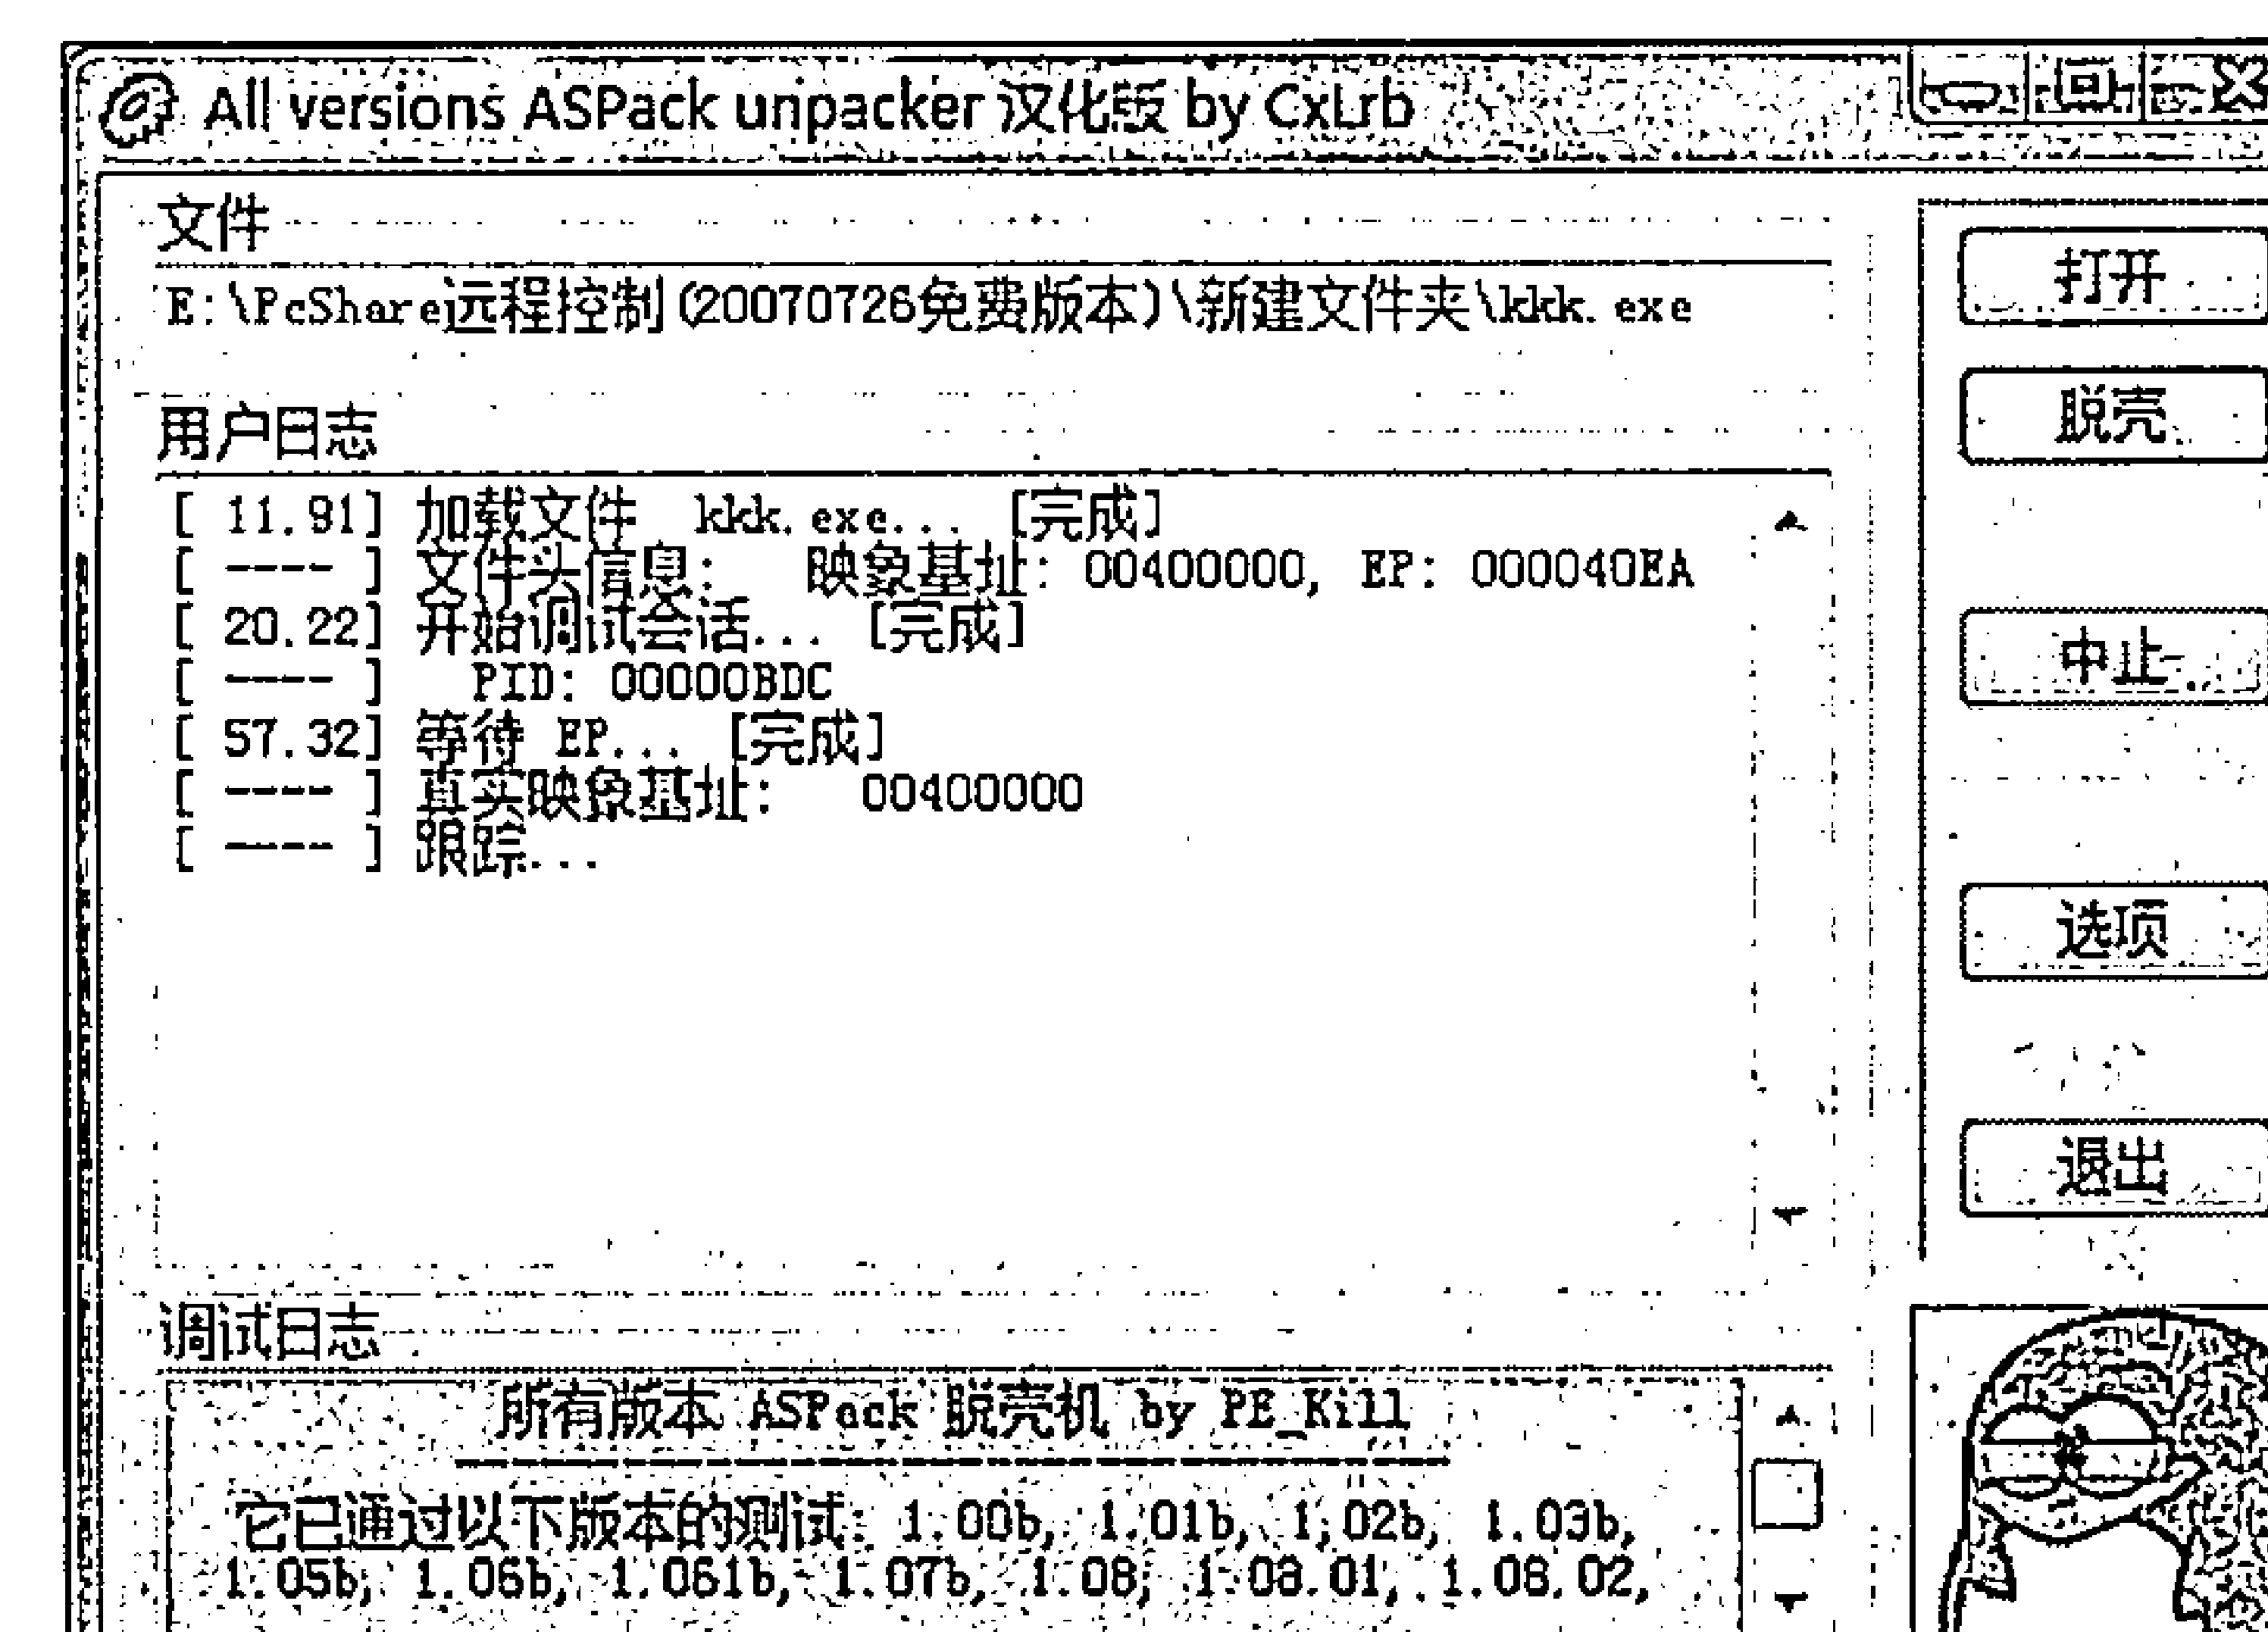 All versions ASPack unpacker 汉化版 by CxLrb
文件
E:\PcShare远程控制(20070726免费版本)\新建文件夹\kkk.exe
打开
脱壳
用户日志
[ 11.91] 加载文件  kkk.exe... [完成]
[ ---- ] 文件头信息:  映象基址: 00400000, EP: 000040EA
[ 20.22] 开始调试会话... [完成]
[ ---- ]  PID: 00000BDC
[ 57.32] 等待 EP... [完成]
[ ---- ] 真实映象基址:  00400000
[ ---- ] 跟踪...
中止
选项
退出
调试日志
所有版本 ASPack 脱壳机 by PE_Kill
它已通过以下版本的测试: 1.00b, 1.01b, 1.02b, 1.03b,
1.05b, 1.06b, 1.061b, 1.07b, 1.08, 1.08.01, 1.08.02,